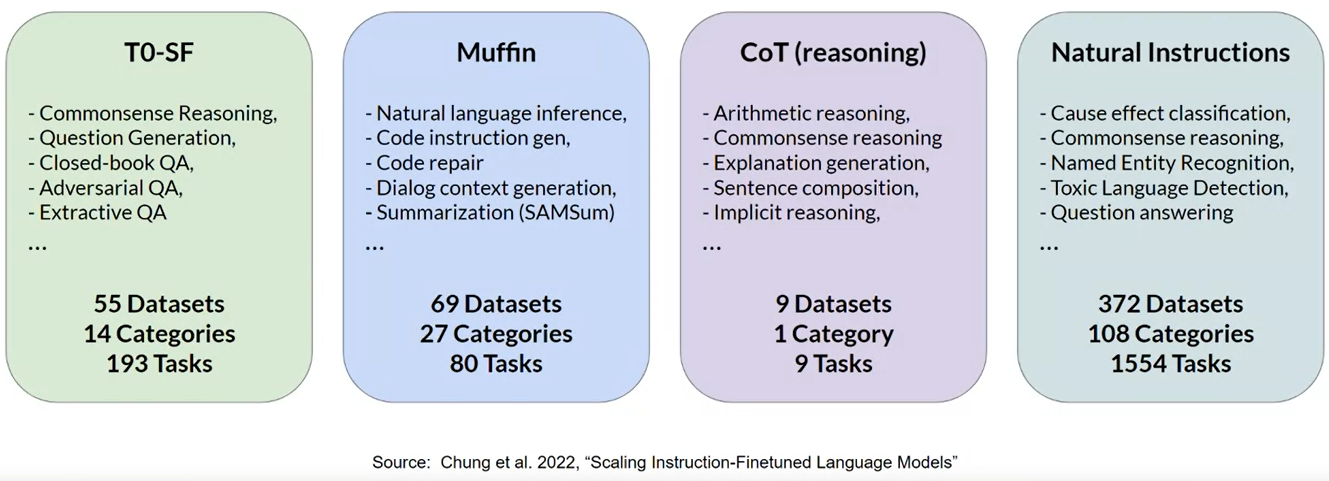 T0-SF
- Commonsense Reasoning,
- Question Generation,
- Closed-book QA,
- Adversarial QA,
- Extractive QA
...
55 Datasets
14 Categories
193 Tasks
Muffin
- Natural language inference,
- Code instruction gen,
- Code repair
- Dialog context generation,
- Summarization (SAMSum)
...
69 Datasets
27 Categories
80 Tasks
CoT (reasoning)
- Arithmetic reasoning,
- Commonsense reasoning
- Explanation generation,
- Sentence composition,
- Implicit reasoning,
...
9 Datasets
1 Category
9 Tasks
Natural Instructions
- Cause effect classification,
- Commonsense reasoning,
- Named Entity Recognition,
- Toxic Language Detection,
- Question answering
...
372 Datasets
108 Categories
1554 Tasks
Source: Chung et al. 2022, “Scaling Instruction-Finetuned Language Models”